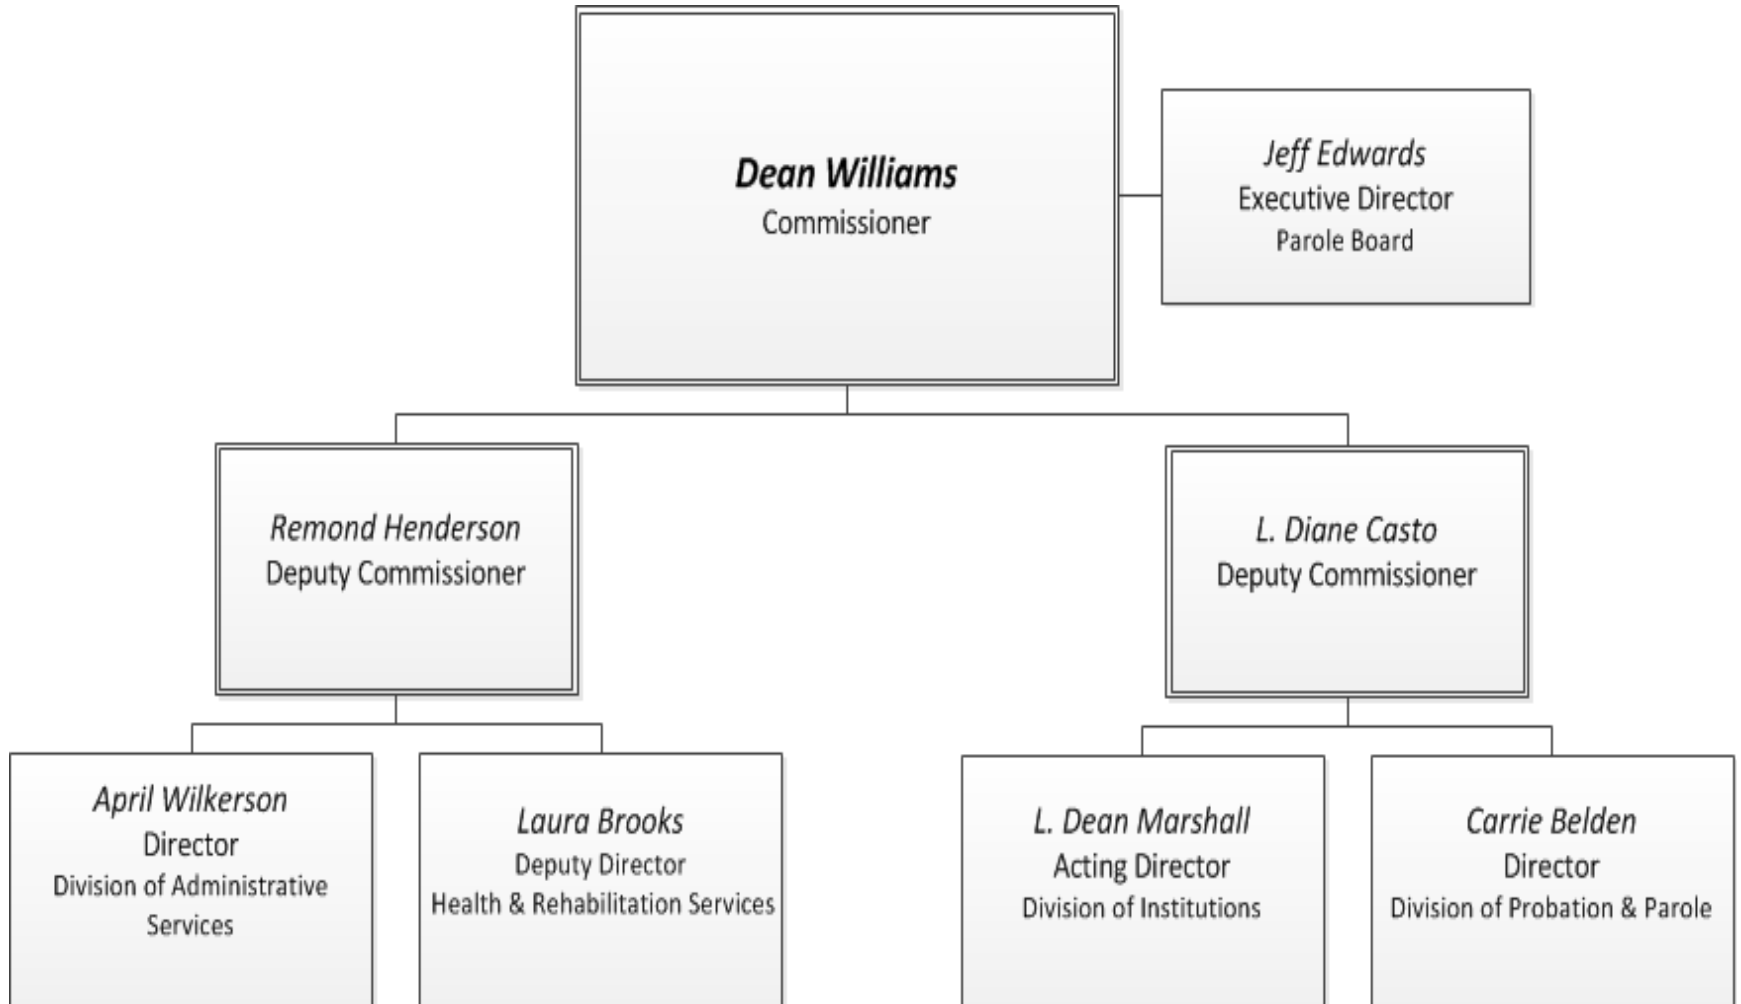 Dean Williams
Commissioner
Jeff Edwards
Executive Director
Parole Board
Remond Henderson
Deputy Commissioner
L. Diane Casto
Deputy Commissioner
April Wilkerson
Director
Division of Administrative
Services
Laura Brooks
Deputy Director
Health & Rehabilitation Services
L. Dean Marshall
Acting Director
Division of Institutions
Carrie Belden
Director
Division of Probation & Parole